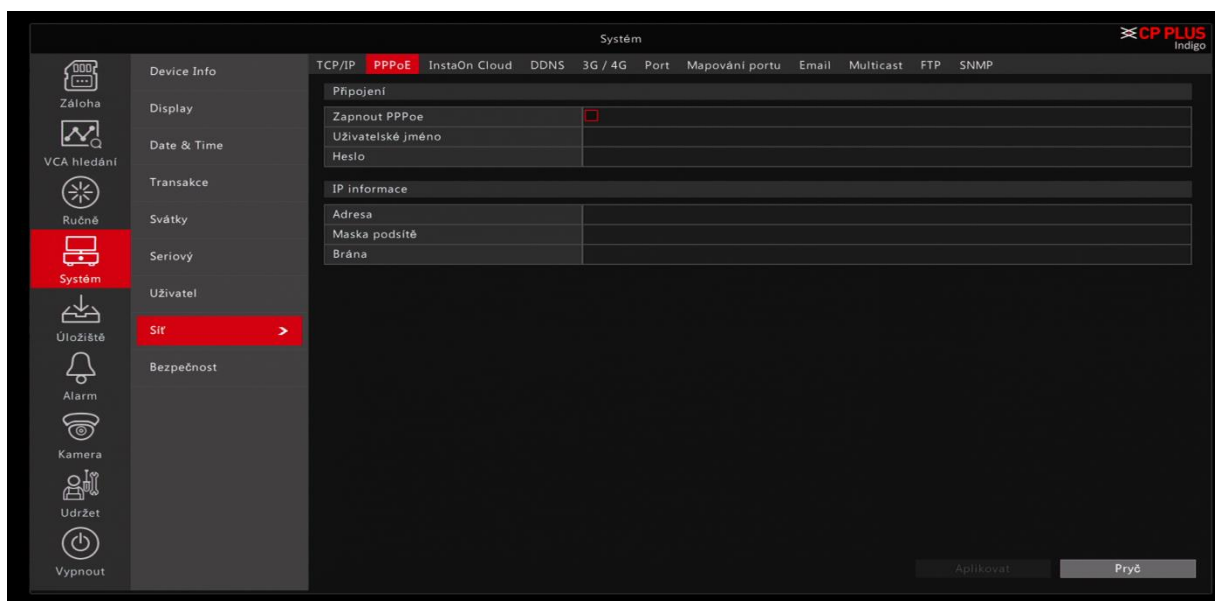 Systém
CP PLUS
Indigo
Záloha
VCA hledání
Ručně
Systém
Úložiště
Alarm
Kamera
Udržet
Vypnout
Device Info
Display
Date & Time
Transakce
Svátky
Seriový
Uživatel
Síť >
Bezpečnost
TCP/IP PPPoE InstaOn Cloud DDNS 3G / 4G Port Mapování portu Email Multicast FTP SNMP
Připojení
Zapnout PPPoe
Uživatelské jméno
Heslo
IP informace
Adresa
Maska podsítě
Brána
Aplikovat Pryč